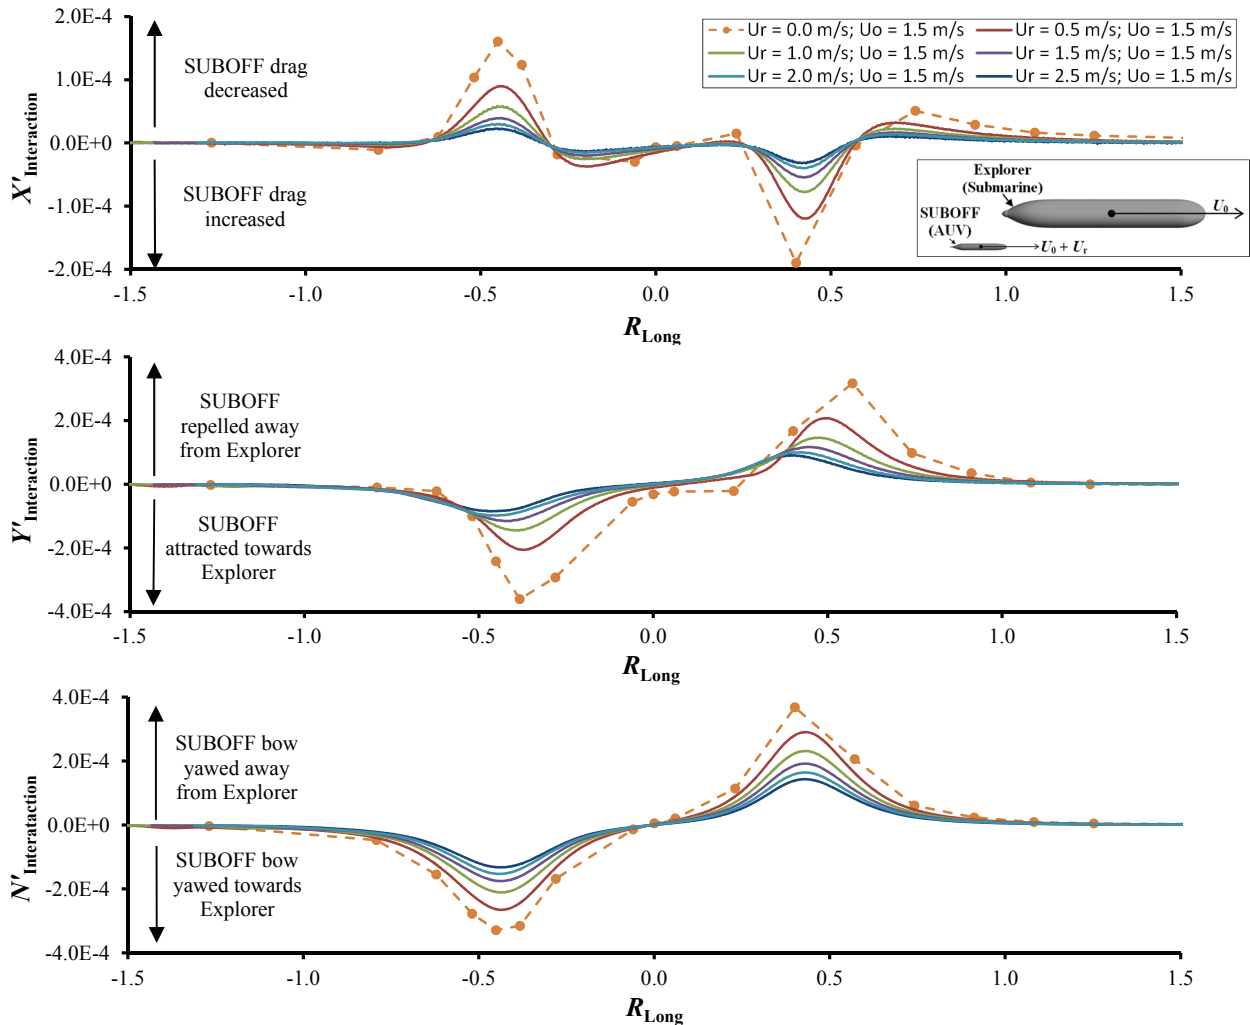 2.0E-4
1.0E-4
0.0E+0
-1.0E-4
-2.0E-4
X'Interaction
SUBOFF drag
decreased
SUBOFF drag
increased
Ur = 0.0 m/s; Uo = 1.5 m/s
Ur = 0.5 m/s; Uo = 1.5 m/s
Ur = 1.0 m/s; Uo = 1.5 m/s
Ur = 1.5 m/s; Uo = 1.5 m/s
Ur = 2.0 m/s; Uo = 1.5 m/s
Ur = 2.5 m/s; Uo = 1.5 m/s
Explorer
(Submarine)
SUBOFF
(AUV)
U0
U0 + Ur
-1.5 -1.0 -0.5 0.0 0.5 1.0 1.5
RLong
4.0E-4
2.0E-4
0.0E+0
-2.0E-4
-4.0E-4
Y'Interaction
SUBOFF
repelled away
from Explorer
SUBOFF
attracted towards
Explorer
-1.5 -1.0 -0.5 0.0 0.5 1.0 1.5
RLong
4.0E-4
2.0E-4
0.0E+0
-2.0E-4
-4.0E-4
N'Interataction
SUBOFF bow
yawed away
from Explorer
SUBOFF bow
yawed towards
Explorer
-1.5 -1.0 -0.5 0.0 0.5 1.0 1.5
RLong